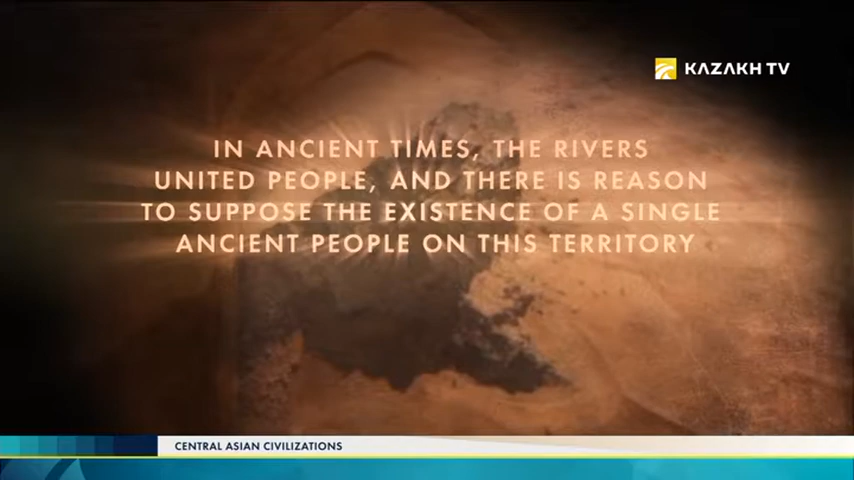 KAZAKH TV
IN ANCIENT TIMES, THE RIVERS
UNITED PEOPLE, AND THERE IS REASON
TO SUPPOSE THE EXISTENCE OF A SINGLE
ANCIENT PEOPLE ON THIS TERRITORY
CENTRAL ASIAN CIVILIZATIONS